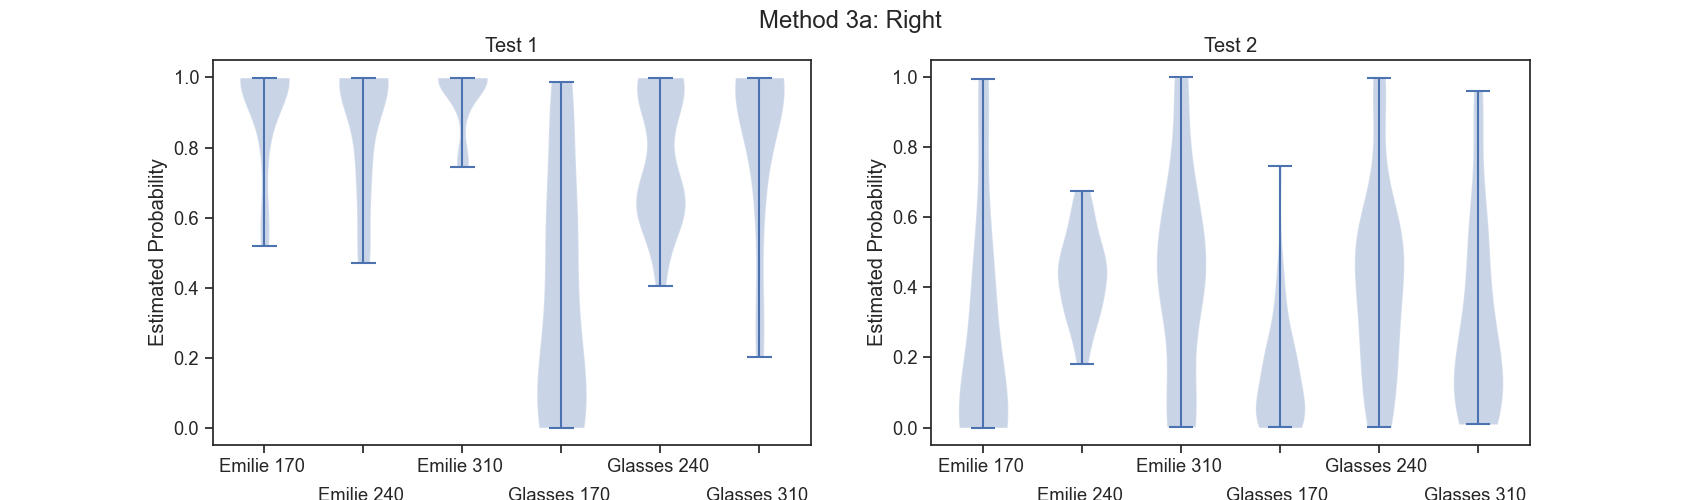 Method 3a: Right
Test 1
Estimated Probability
1.0
0.8
0.6
0.4
0.2
0.0
Emilie 170
Emilie 240
Emilie 310
Glasses 170
Glasses 240
Glasses 310
Test 2
Estimated Probability
1.0
0.8
0.6
0.4
0.2
0.0
Emilie 170
Emilie 240
Emilie 310
Glasses 170
Glasses 240
Glasses 310